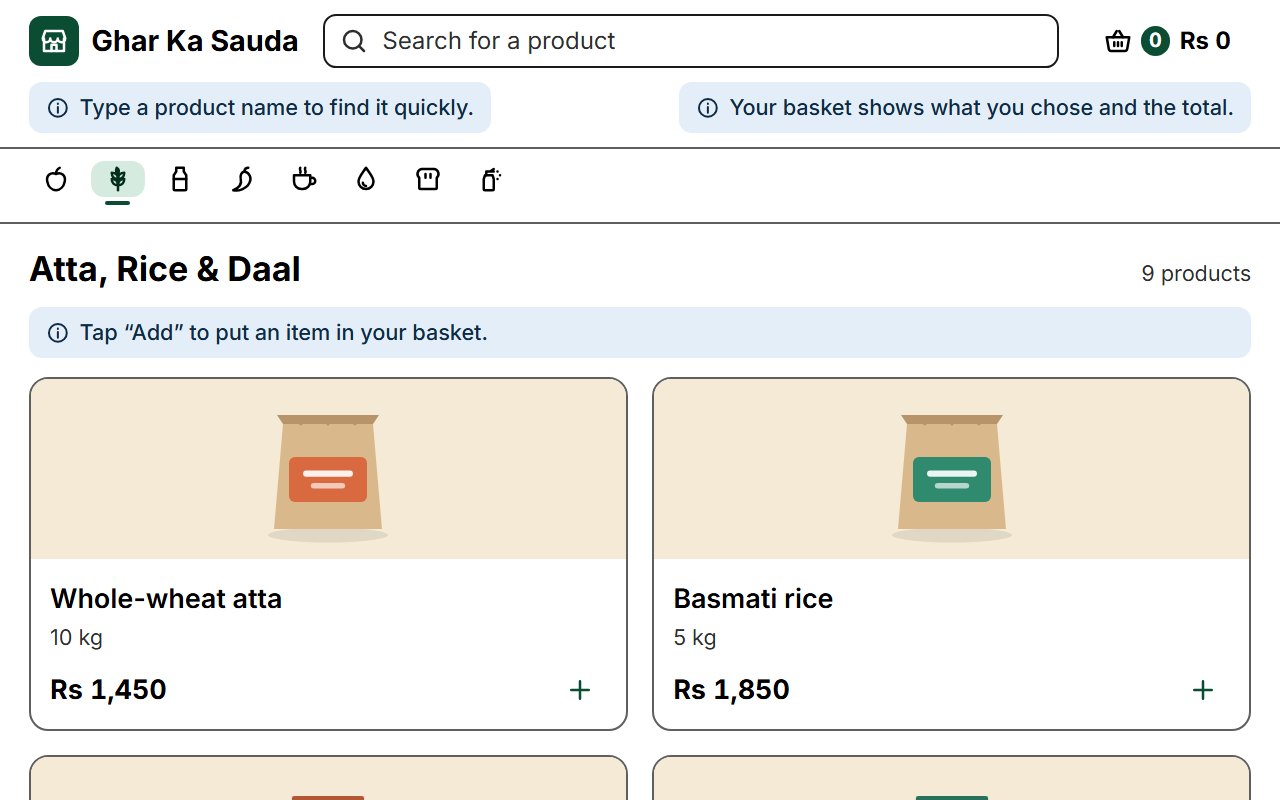 Ghar Ka Sauda
Search for a product
0 Rs 0
Type a product name to find it quickly.
Your basket shows what you chose and the total.
Atta, Rice & Daal
9 products
Tap “Add” to put an item in your basket.
Whole-wheat atta
10 kg
Rs 1,450
Basmati rice
5 kg
Rs 1,850